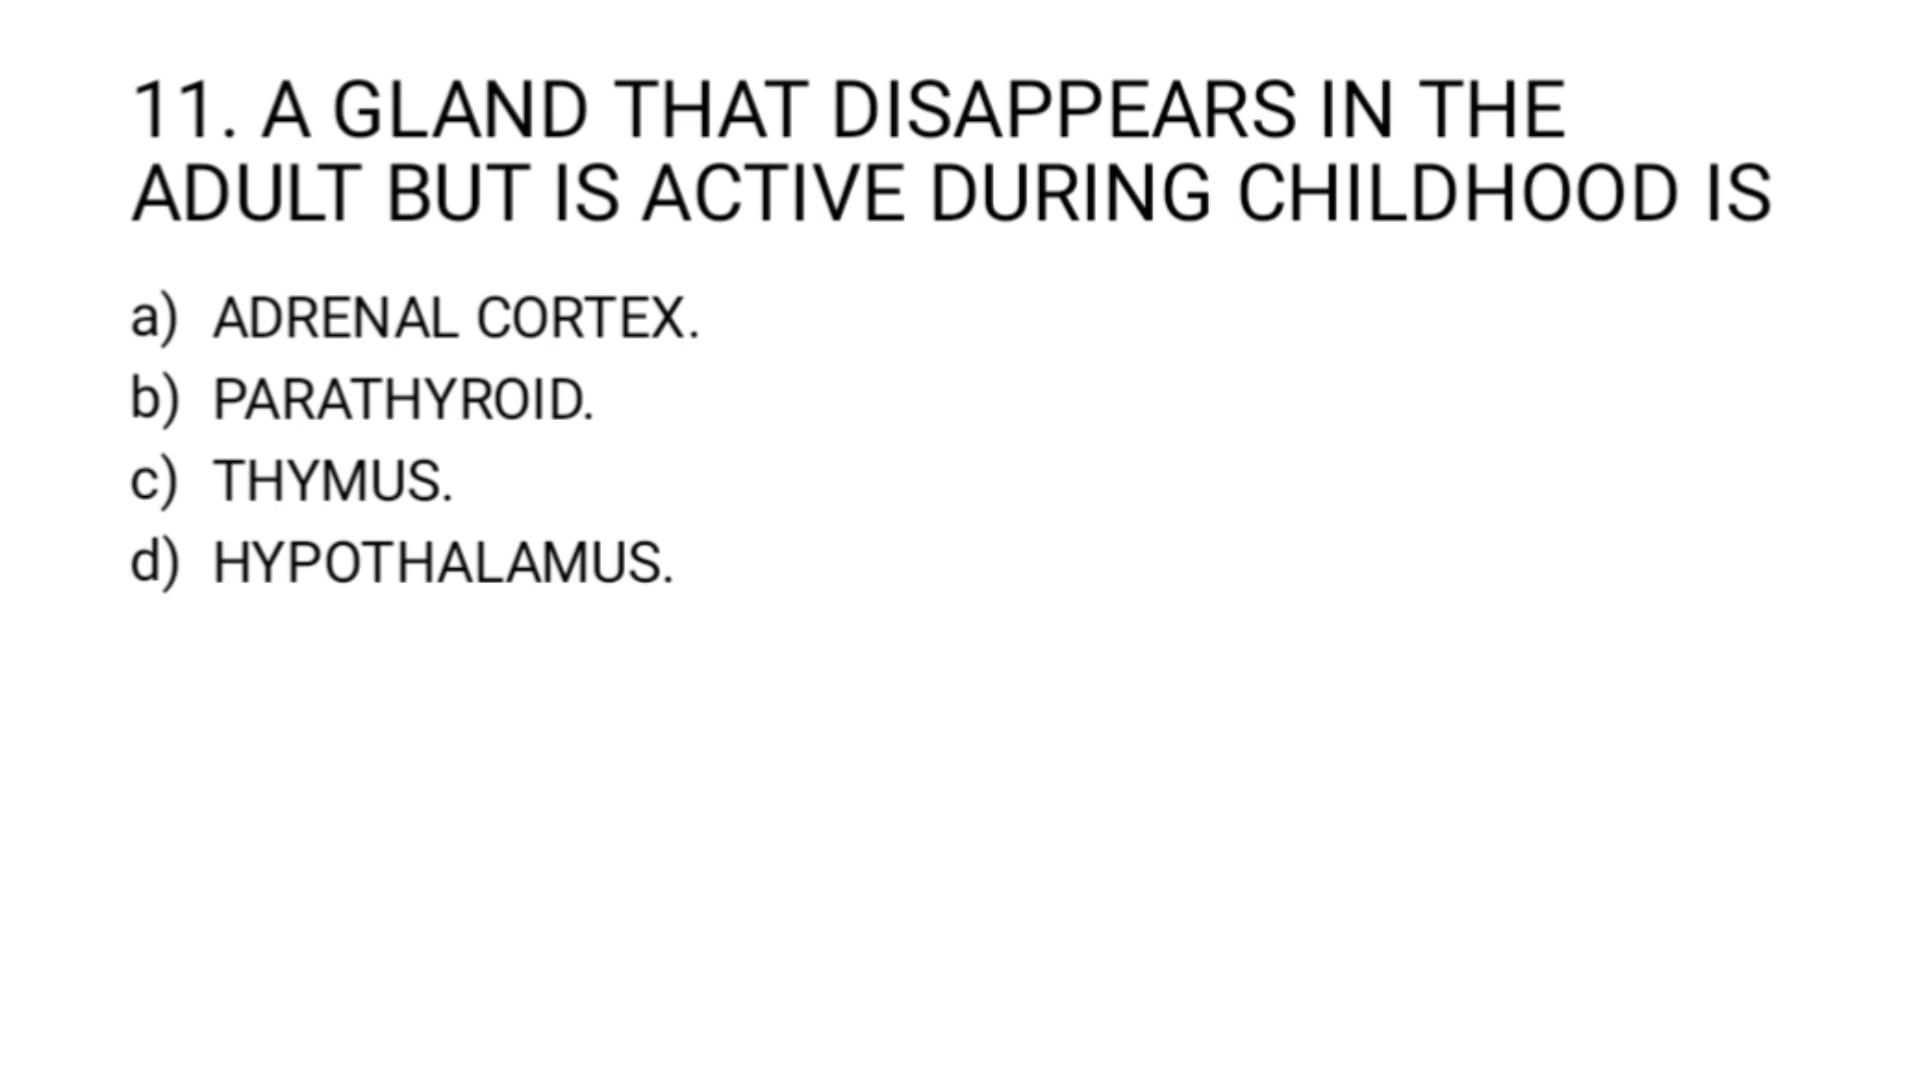 11. A GLAND THAT DISAPPEARS IN THE
ADULT BUT IS ACTIVE DURING CHILDHOOD IS
a) ADRENAL CORTEX.
b) PARATHYROID.
c) THYMUS.
d) HYPOTHALAMUS.